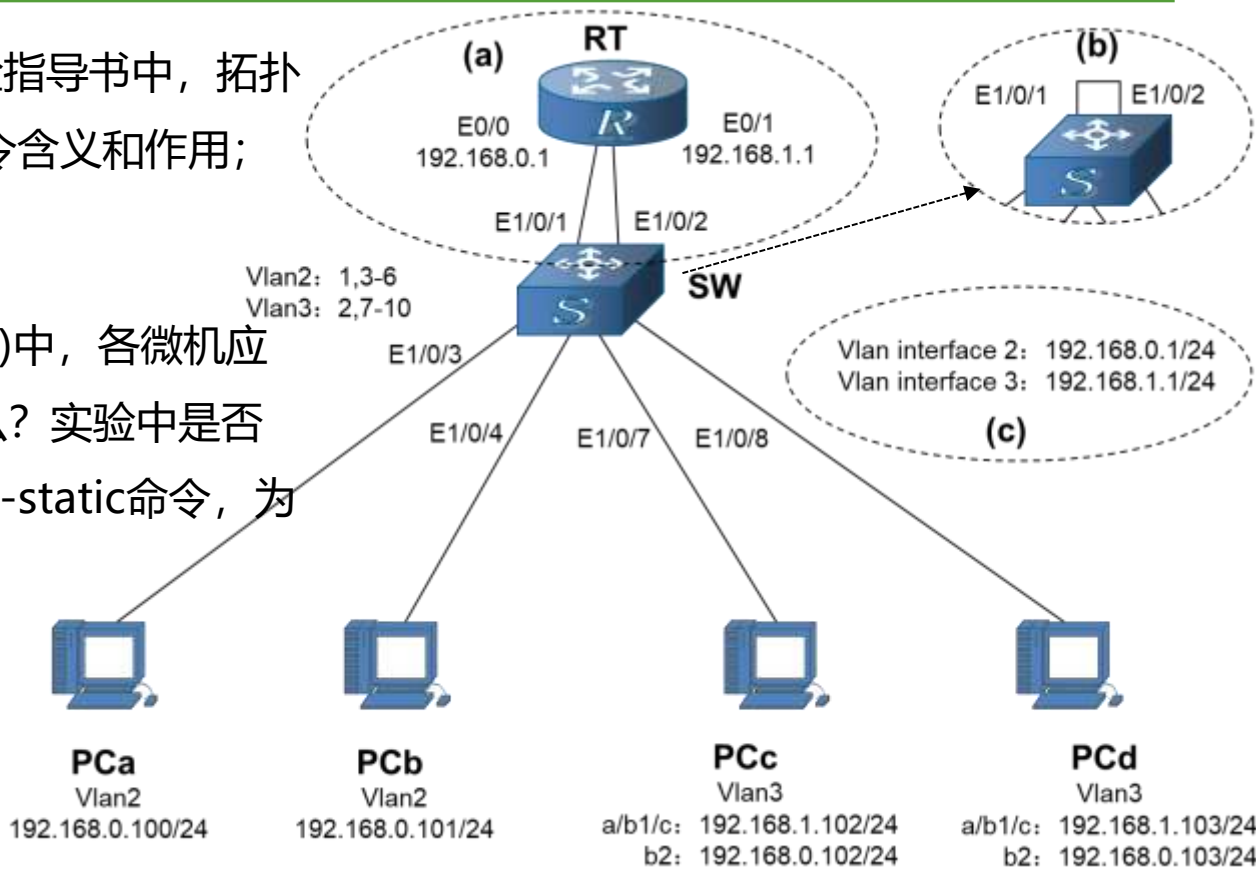 指导书中，拓扑
令含义和作用；
)中，各微机应
？实验中是否
-static命令，为
(a)
RT
E0/0
192.168.0.1
E0/1
192.168.1.1
E1/0/1
E1/0/2
(b)
E1/0/1
E1/0/2
Vlan2：1,3-6
Vlan3：2,7-10
SW
Vlan interface 2：192.168.0.1/24
Vlan interface 3：192.168.1.1/24
(c)
E1/0/3
E1/0/4
E1/0/7
E1/0/8
PCa
Vlan2
192.168.0.100/24
PCb
Vlan2
192.168.0.101/24
PCc
Vlan3
a/b1/c：192.168.1.102/24
b2：192.168.0.102/24
PCd
Vlan3
a/b1/c：192.168.1.103/24
b2：192.168.0.103/24